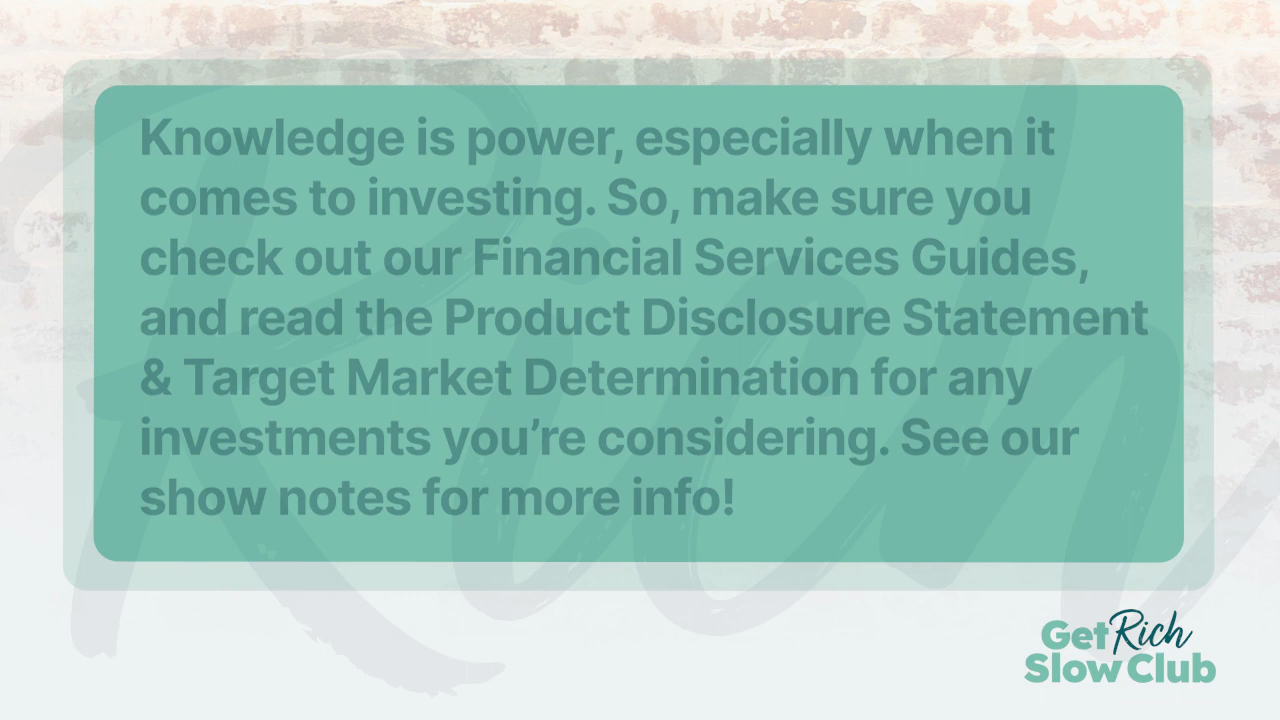 Knowledge is power, especially when it
comes to investing. So, make sure you
check out our Financial Services Guides,
and read the Product Disclosure Statement
& Target Market Determination for any
investments you’re considering. See our
show notes for more info!
Rich
Get Rich
Slow Club